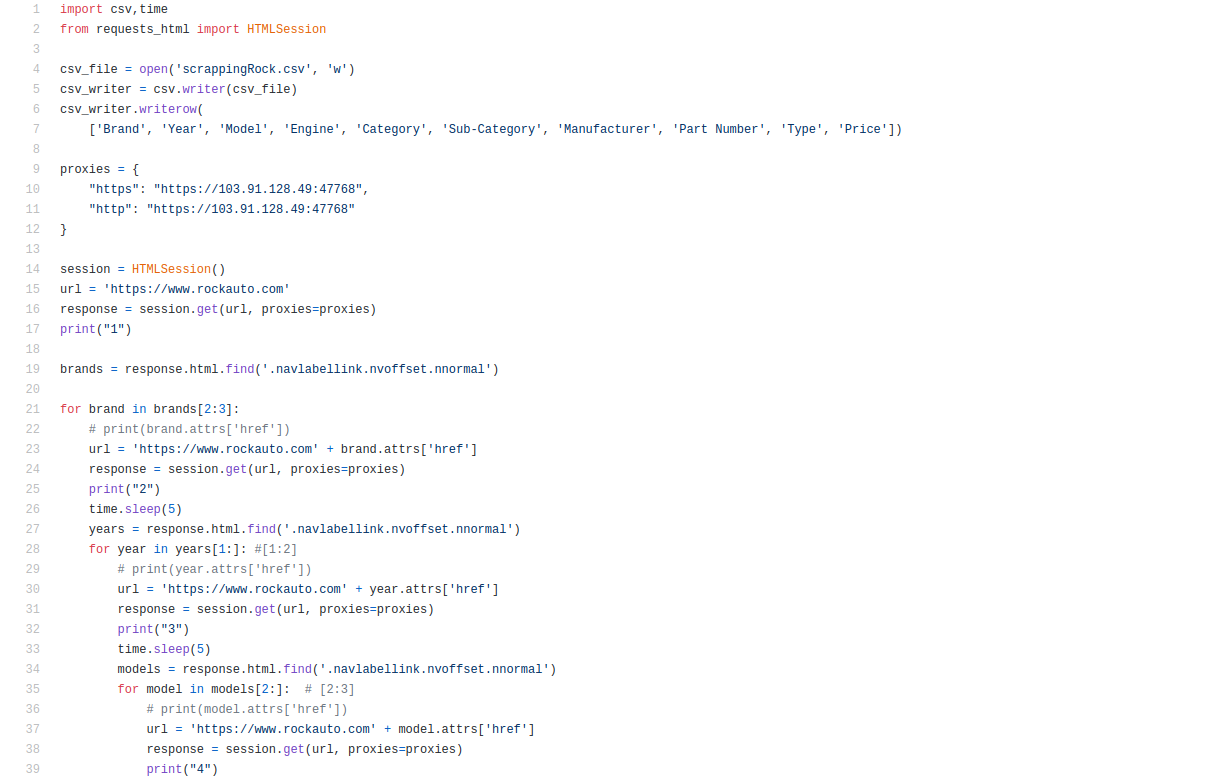 1 import csv,time
2 from requests_html import HTMLSession
3
4 csv_file = open('scrappingRock.csv', 'w')
5 csv_writer = csv.writer(csv_file)
6 csv_writer.writerow(
7     ['Brand', 'Year', 'Model', 'Engine', 'Category', 'Sub-Category', 'Manufacturer', 'Part Number', 'Type', 'Price'])
8
9 proxies = {
10     "https": "https://103.91.128.49:47768",
11     "http": "https://103.91.128.49:47768"
12 }
13
14 session = HTMLSession()
15 url = 'https://www.rockauto.com'
16 response = session.get(url, proxies=proxies)
17 print("1")
18
19 brands = response.html.find('.navlabellink.nvoffset.nnormal')
20
21 for brand in brands[2:3]:
22     # print(brand.attrs['href'])
23     url = 'https://www.rockauto.com' + brand.attrs['href']
24     response = session.get(url, proxies=proxies)
25     print("2")
26     time.sleep(5)
27     years = response.html.find('.navlabellink.nvoffset.nnormal')
28     for year in years[1:]: #[1:2]
29         # print(year.attrs['href'])
30         url = 'https://www.rockauto.com' + year.attrs['href']
31         response = session.get(url, proxies=proxies)
32         print("3")
33         time.sleep(5)
34         models = response.html.find('.navlabellink.nvoffset.nnormal')
35         for model in models[2:]:  # [2:3]
36             # print(model.attrs['href'])
37             url = 'https://www.rockauto.com' + model.attrs['href']
38             response = session.get(url, proxies=proxies)
39             print("4")